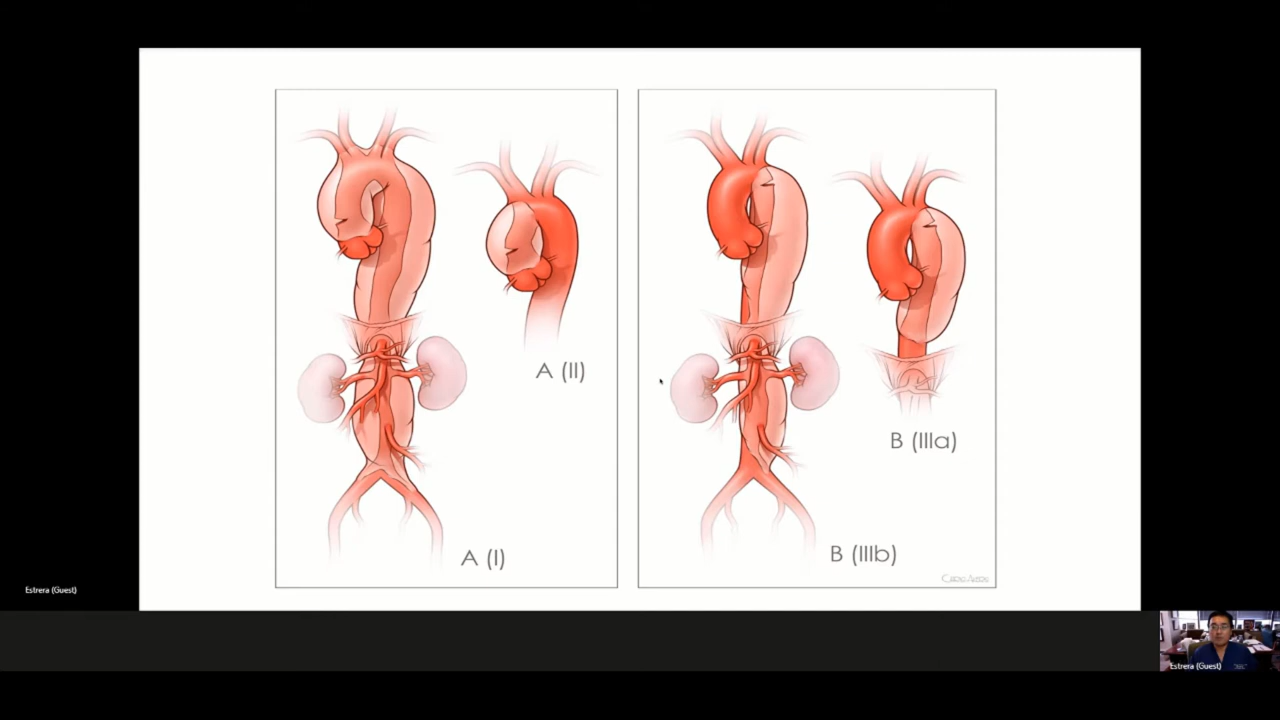 A (II)
A (I)
B (IIIa)
B (IIIb)
Estrera (Guest)
Estrera (Guest)